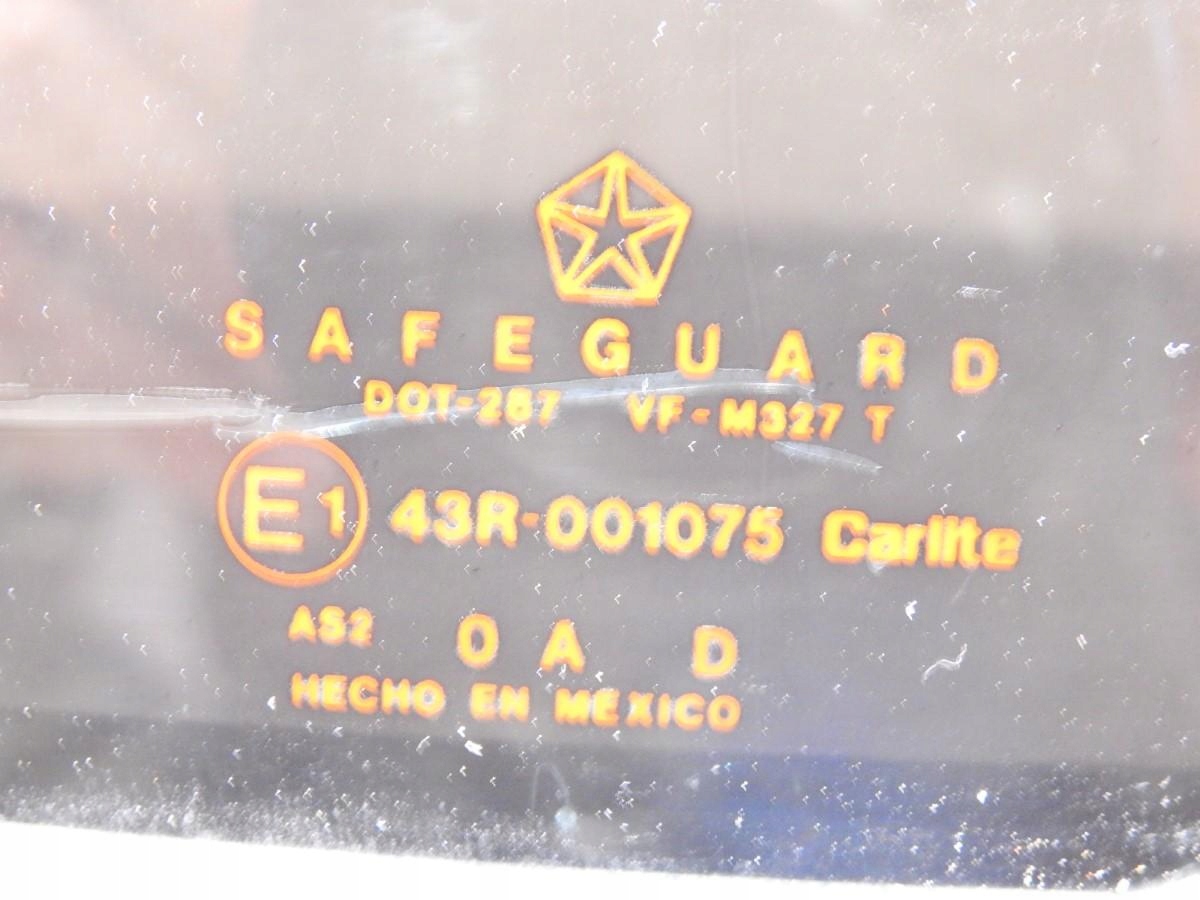 SAFEGUARD
DOT-287 VF-M327 T
E1 43R-001075 Carlite
AS2 0 A D
HECHO EN MEXICO